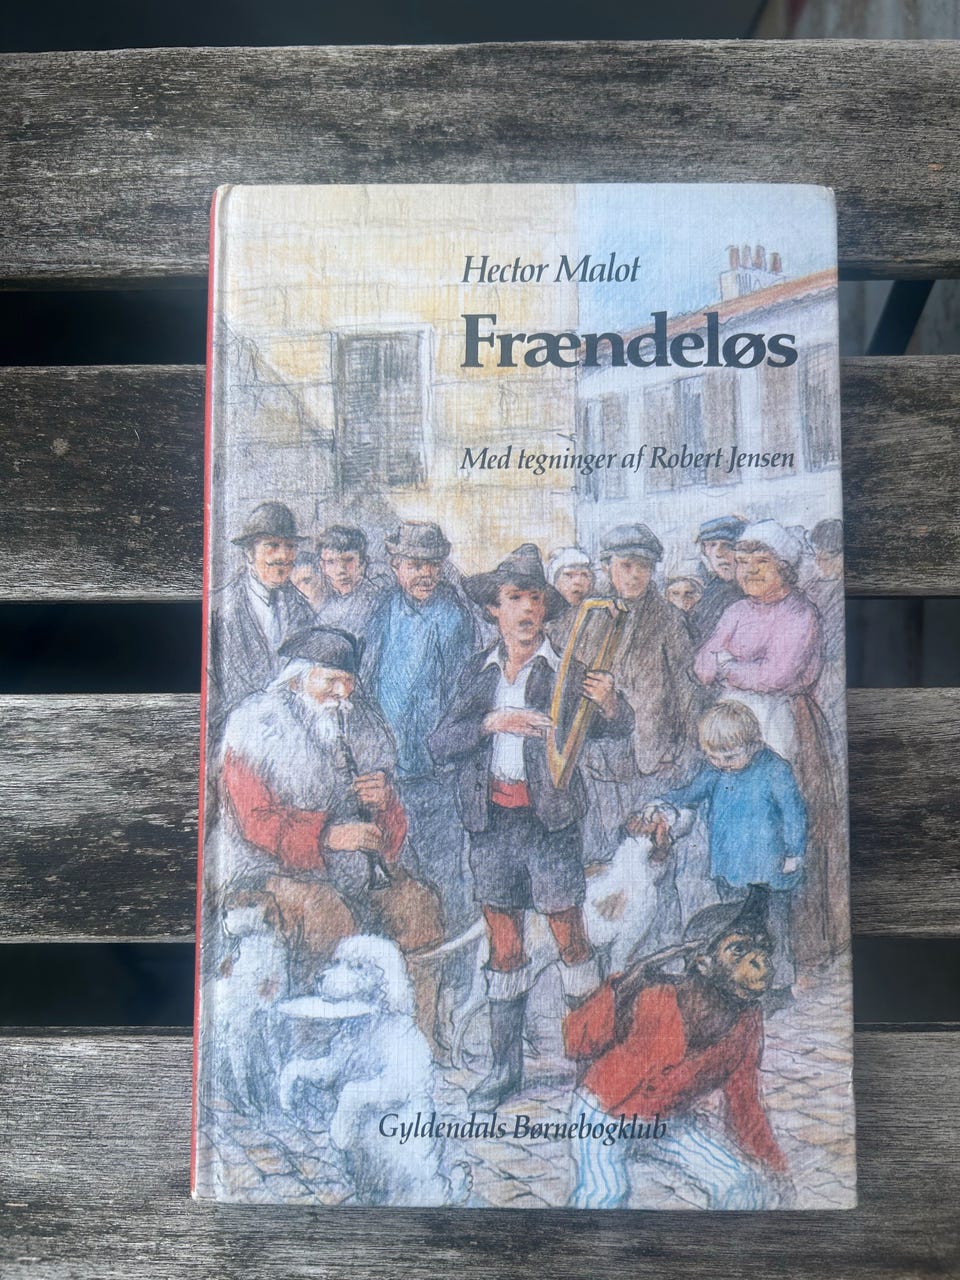 Hector Malot
Frændeløs
Med tegninger af Robert Jensen
Gyldendals Børnebogklub